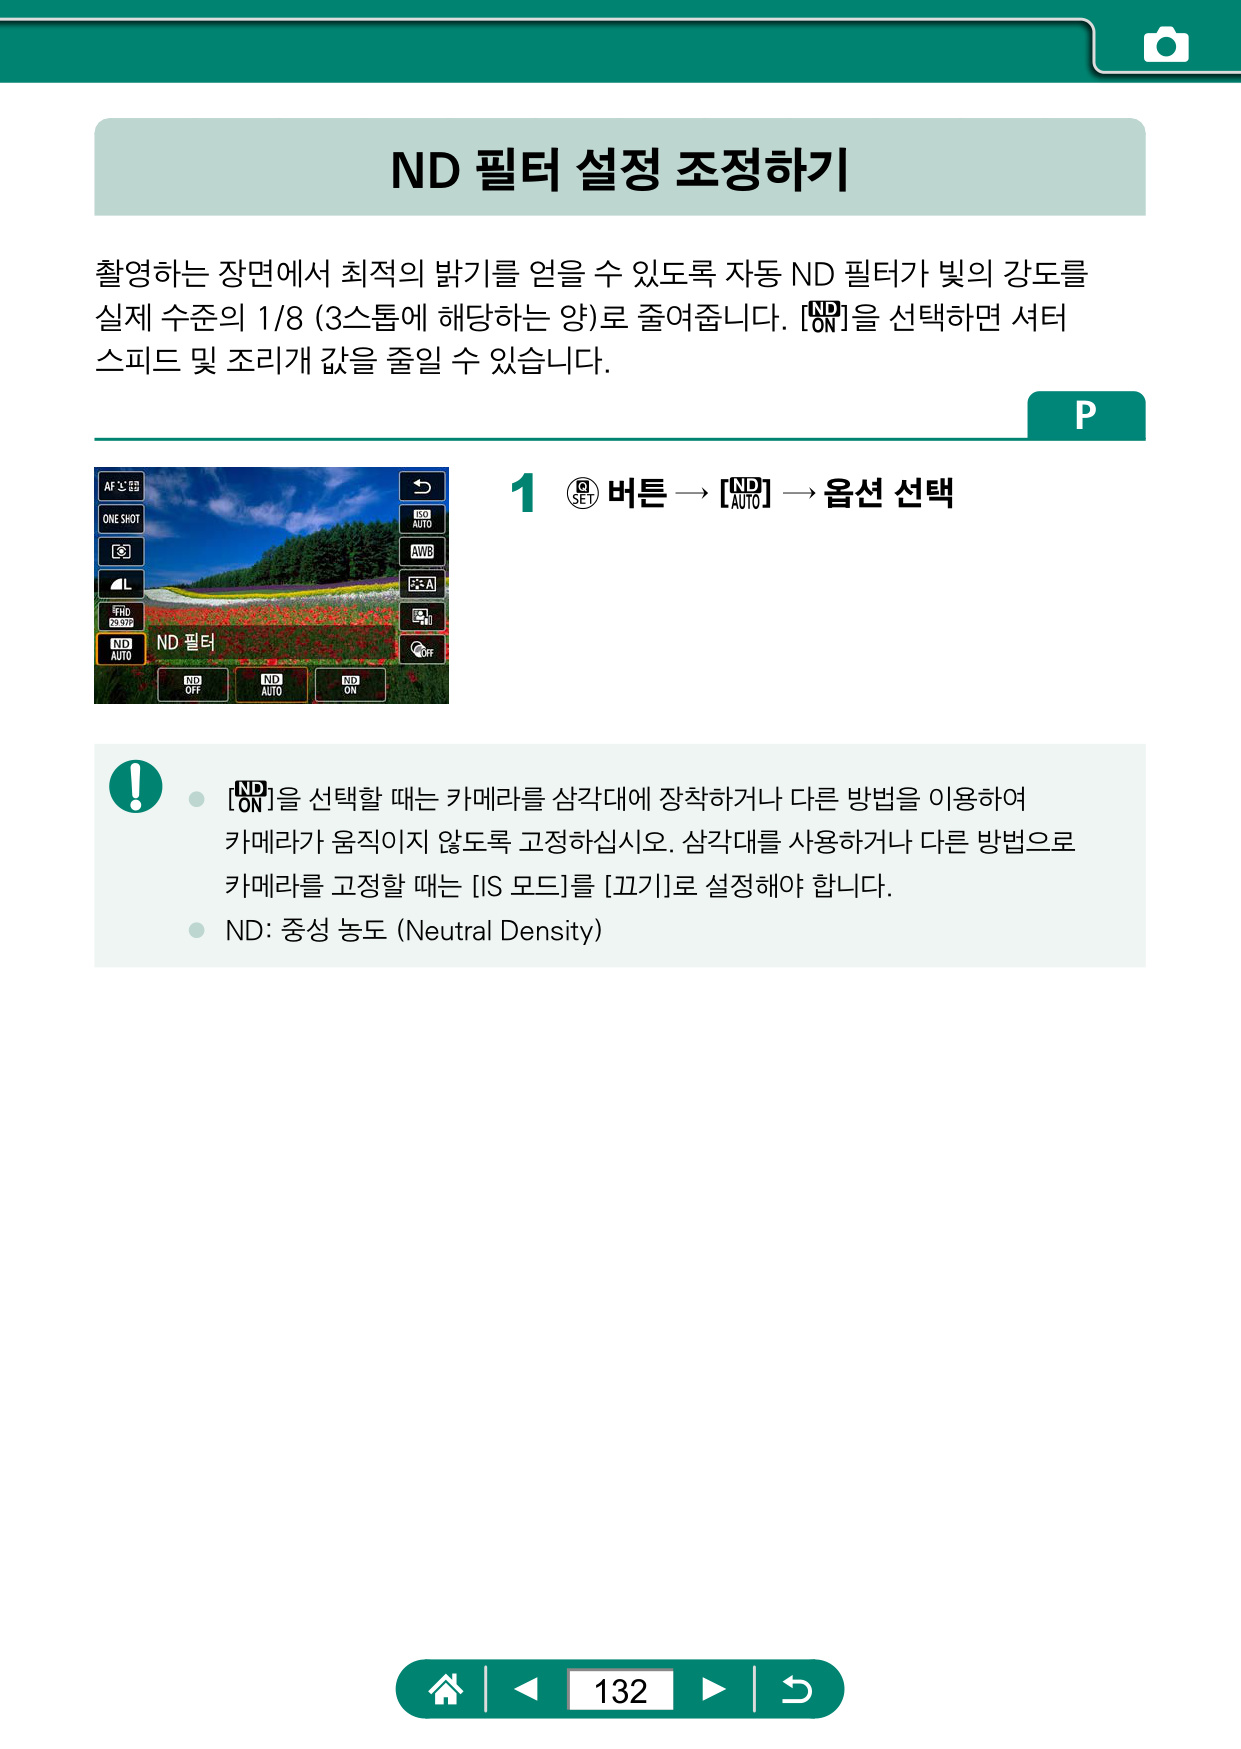 ND 필터 설정 조정하기
촬영하는 장면에서 최적의 밝기를 얻을 수 있도록 자동 ND 필터가 빛의 강도를
실제 수준의 1/8 (3스톱에 해당하는 양)로 줄여줍니다. [ND ON]을 선택하면 셔터
스피드 및 조리개 값을 줄일 수 있습니다.
P
AF
ONE SHOT
L
FHD
29.97P
ND
AUTO
ISO
AUTO
AWB
A
OFF
ND 필터
ND OFF
ND AUTO
ND ON
1 Q SET 버튼 → [ND AUTO] → 옵션 선택
● [ND ON]을 선택할 때는 카메라를 삼각대에 장착하거나 다른 방법을 이용하여
카메라가 움직이지 않도록 고정하십시오. 삼각대를 사용하거나 다른 방법으로
카메라를 고정할 때는 [IS 모드]를 [끄기]로 설정해야 합니다.
● ND: 중성 농도 (Neutral Density)
132